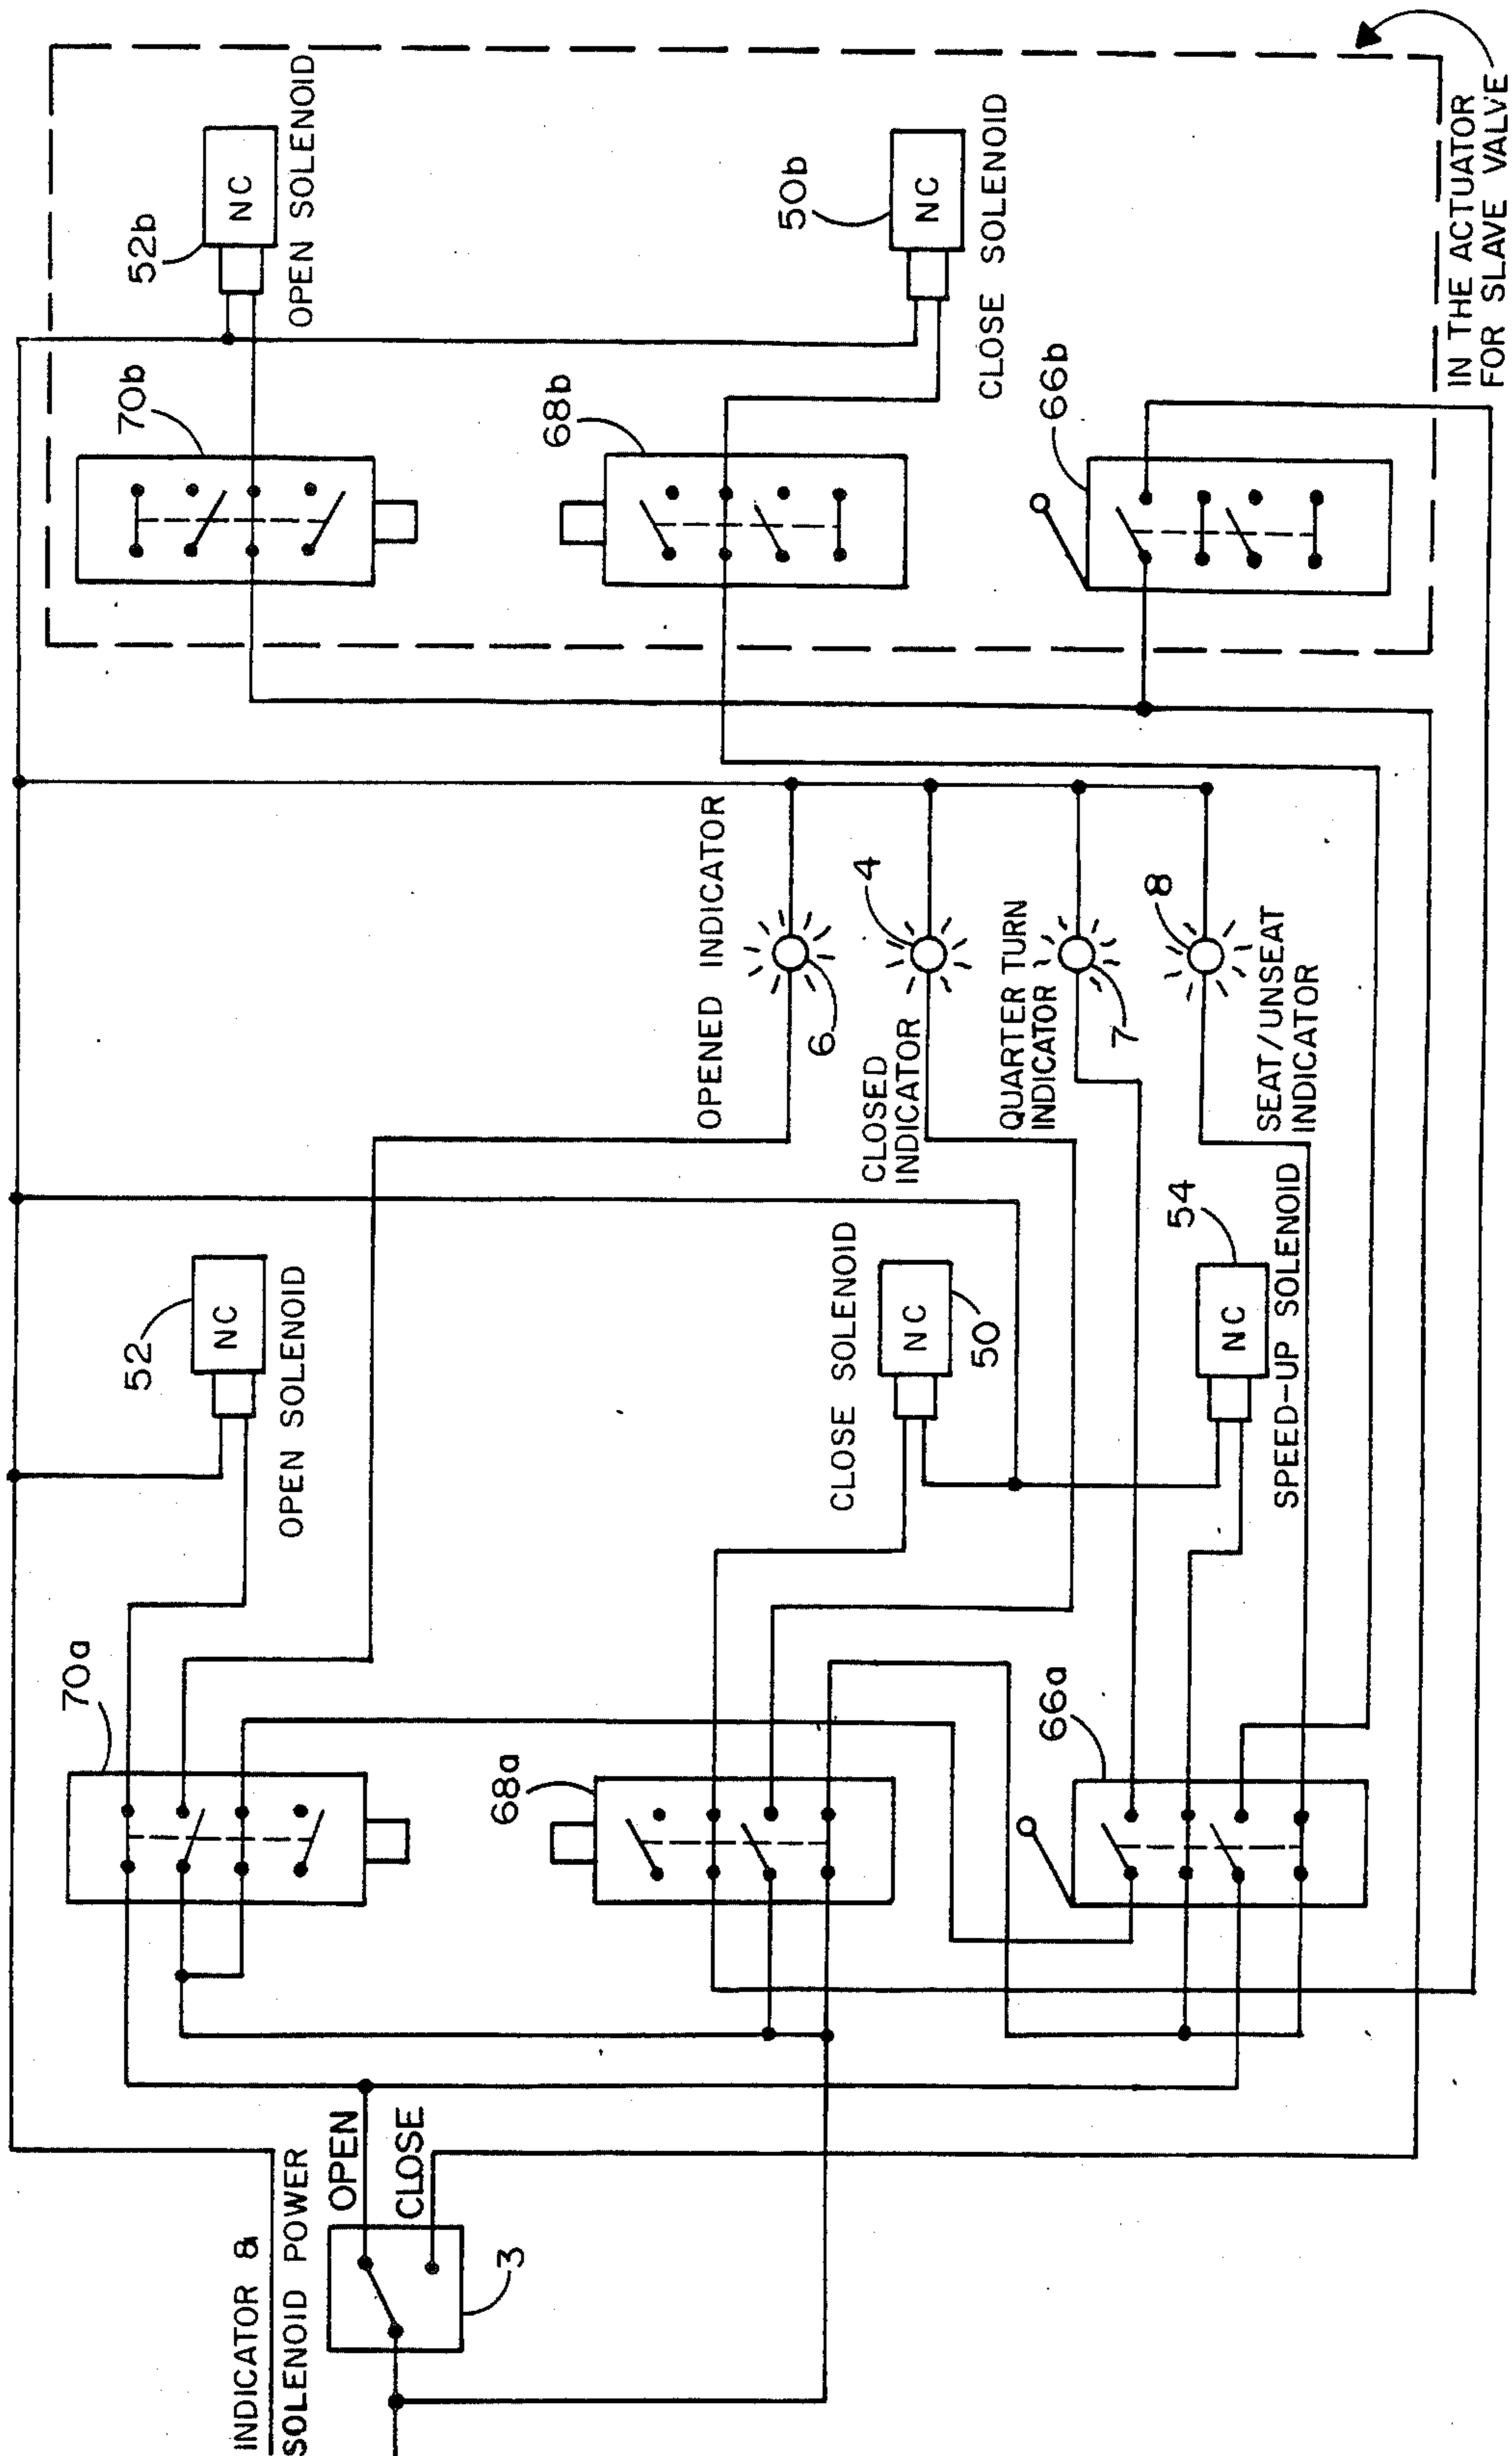 IN THE ACTUATOR
FOR SLAVE VALVE
52b
NC
OPEN SOLENOID
50b
NC
CLOSE SOLENOID
70b
68b
66b
OPENED INDICATOR
6
4
CLOSED
INDICATOR
QUARTER TURN
INDICATOR
7
8
SEAT/UNSEAT
INDICATOR
52
NC
OPEN SOLENOID
CLOSE SOLENOID
NC
50
54
NC
SPEED-UP SOLENOID
70a
68a
66a
OPEN
CLOSE
3
INDICATOR &
SOLENOID POWER